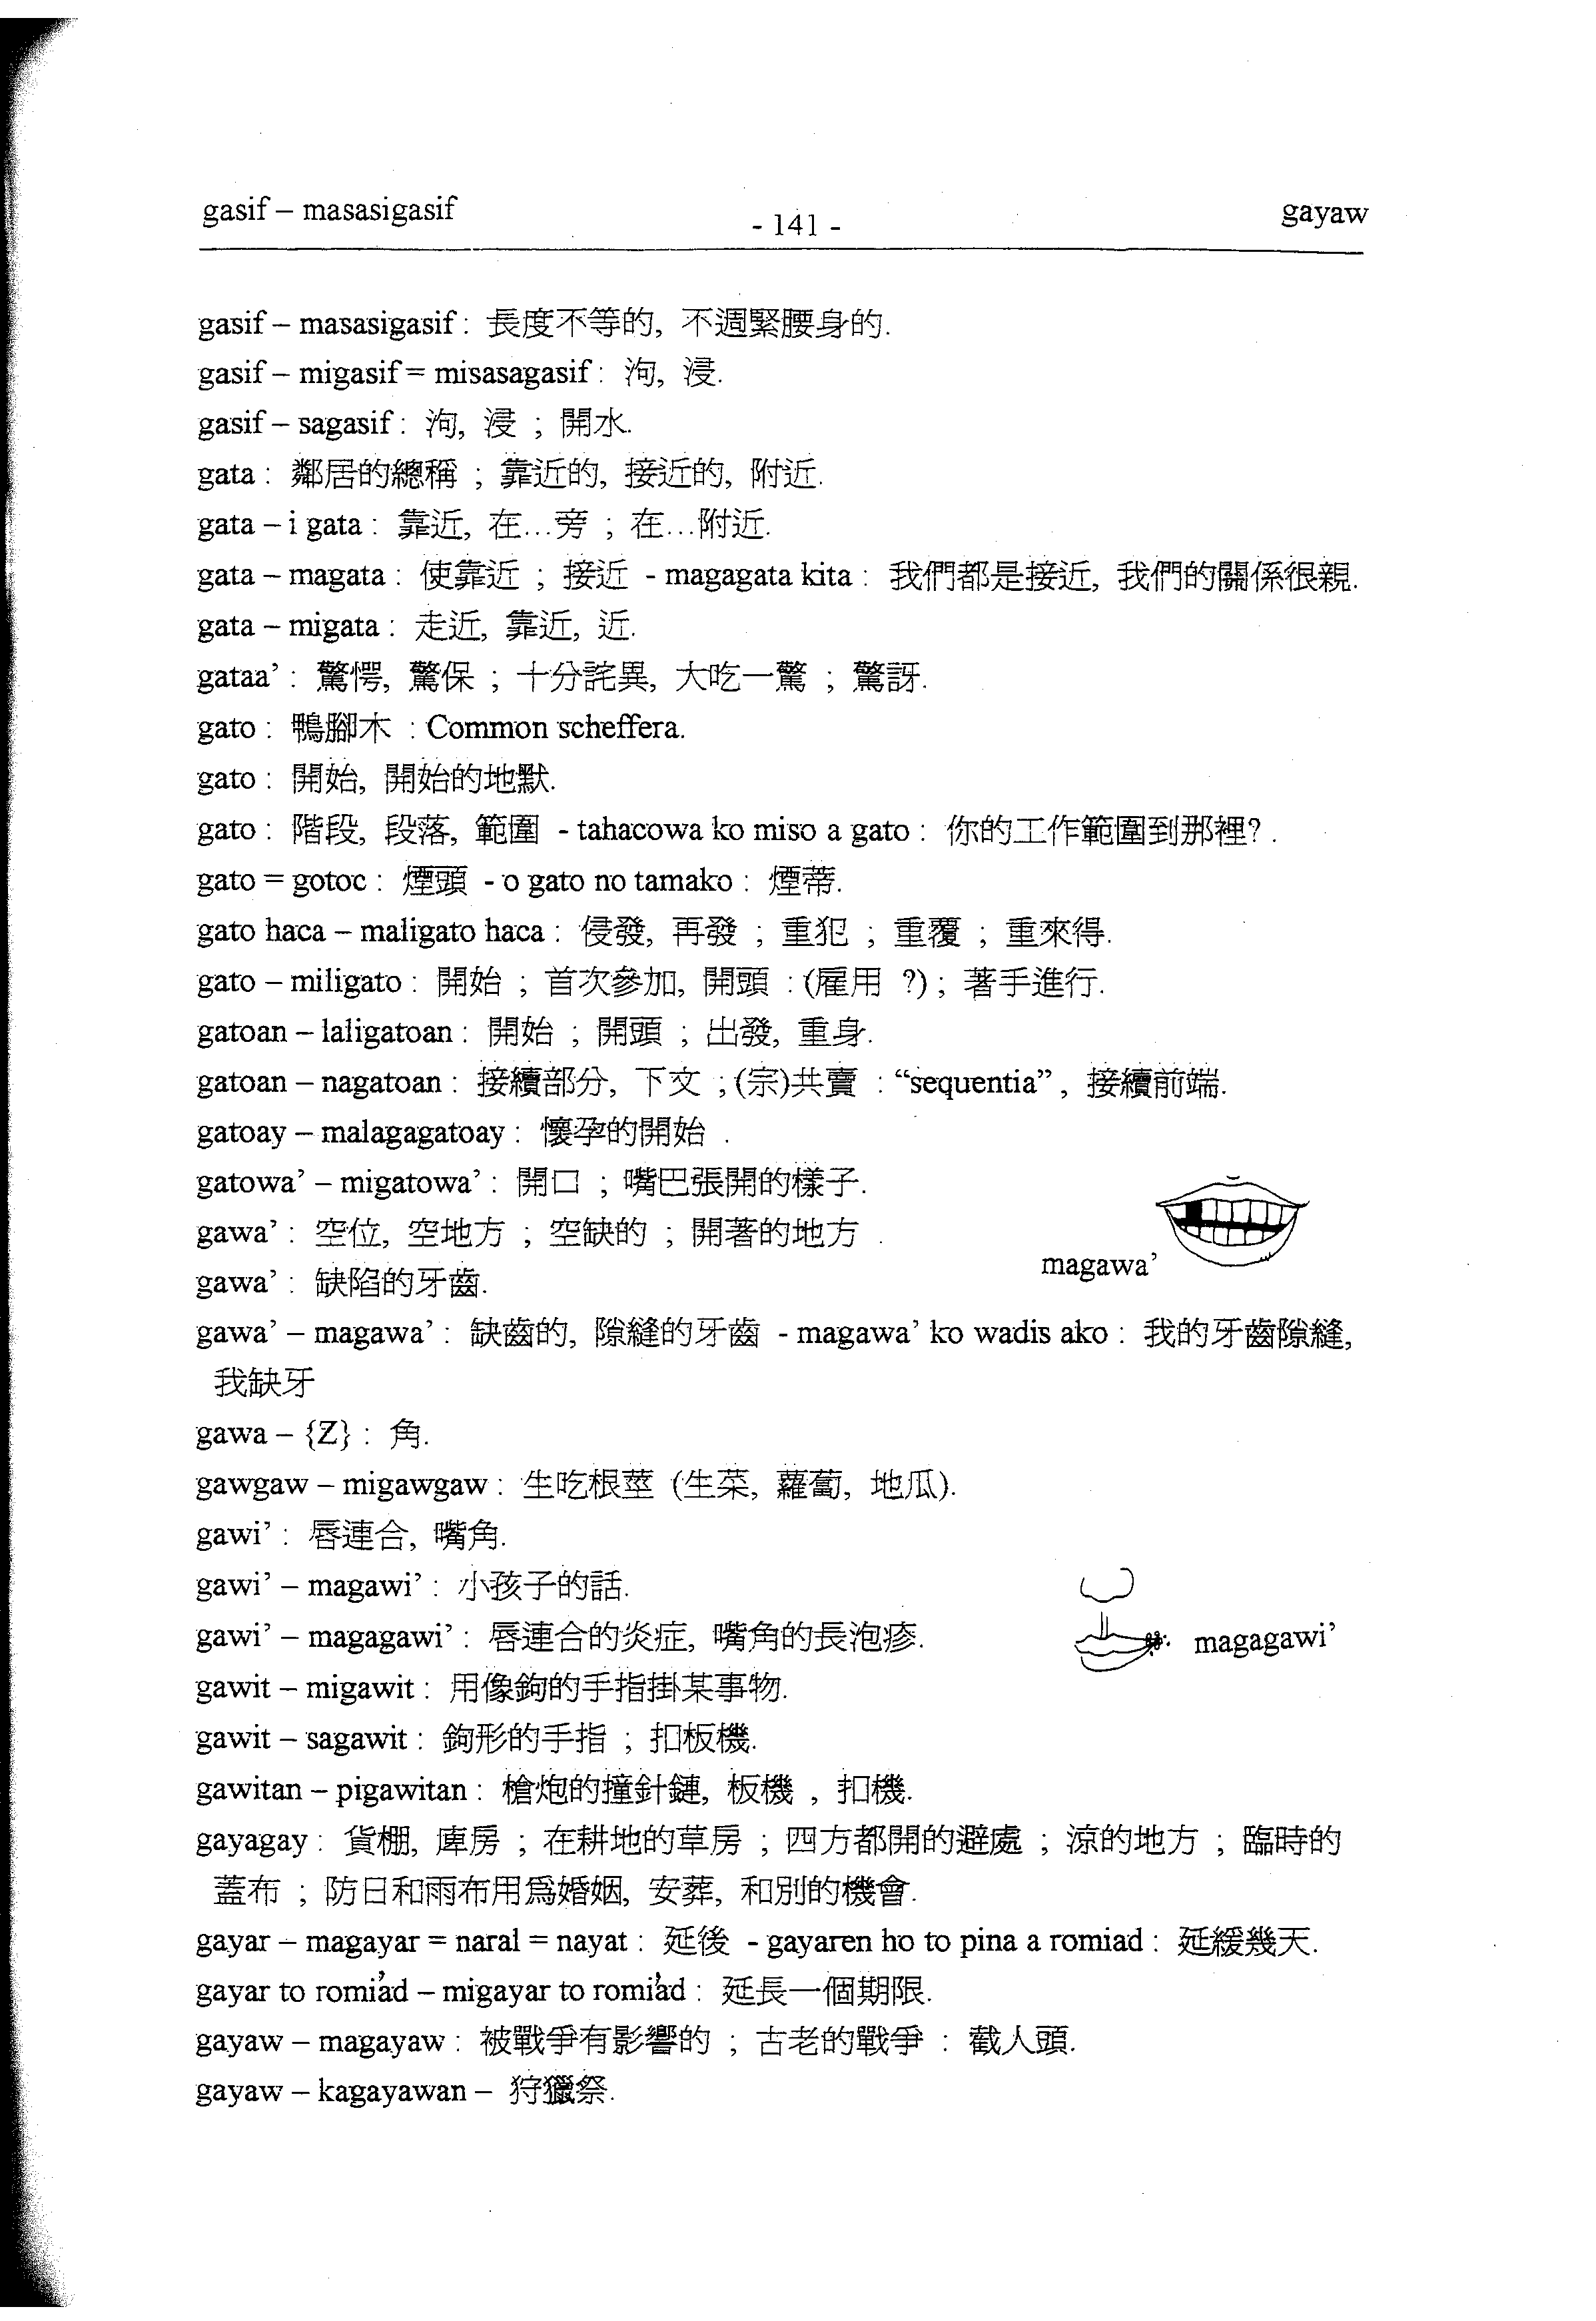 gasif – masasigasif
- 141 -
gayaw
gasif – masasigasif : 長度不等的, 不週緊腰身的.
gasif – migasif = misasagasif : 泃, 浸.
gasif – sagasif : 泃, 浸 ; 開水.
gata : 鄰居的總稱 ; 靠近的, 接近的, 附近.
gata – i gata : 靠近, 在…旁 ; 在…附近.
gata – magata : 使靠近 ; 接近 - magagata kita : 我們都是接近, 我們的關係很親.
gata – migata : 走近, 靠近, 近.
gataa’ : 驚愕, 驚保 ; 十分詫異, 大吃一驚 ; 驚訝.
gato : 鴨腳木 : Common scheffera.
gato : 開始, 開始的地默.
gato : 階段, 段落, 範圍 - tahacowa ko miso a gato : 你的工作範圍到那裡? .
gato = gotoc : 煙頭 - o gato no tamako : 煙蒂.
gato haca – maligato haca : 侵發, 再發 ; 重犯 ; 重覆 ; 重來得.
gato – miligato : 開始 ; 首次參加, 開頭 : (雇用 ?) ; 著手進行.
gatoan – laligatoan : 開始 ; 開頭 ; 出發, 重身.
gatoan – nagatoan : 接續部分, 下文 ; (宗)共賣 : “sequentia” , 接續前端.
gatoay – malagagatoay : 懷孕的開始 .
gatowa’ – migatowa’ : 開口 ; 嘴巴張開的樣子.
gawa’ : 空位, 空地方 ; 空缺的 ; 開著的地方 .
magawa’
gawa’ : 缺陷的牙齒.
gawa’ – magawa’ : 缺齒的, 隙縫的牙齒 - magawa’ ko wadis ako : 我的牙齒隙縫,
我缺牙
gawa – {Z} : 角.
gawgaw – migawgaw : 生吃根莖 (生菜, 蘿蔔, 地瓜).
gawi’ : 唇連合, 嘴角.
gawi’ – magawi’ : 小孩子的話.
gawi’ – magagawi’ : 唇連合的炎症, 嘴角的長泡疹.
magagawi’
gawit – migawit : 用像鉤的手指掛某事物.
gawit – sagawit : 鉤形的手指 ; 扣板機.
gawitan – pigawitan : 槍炮的撞針鏈, 板機 , 扣機.
gayagay : 貨棚, 庫房 ; 在耕地的草房 ; 四方都開的避處 ; 涼的地方 ; 臨時的
蓋布 ; 防日和雨布用爲婚姻, 安葬, 和別的機會.
gayar – magayar = naral = nayat : 延後 - gayaren ho to pina a romiad : 延緩幾天.
gayar to romi’ad – migayar to romi’ad : 延長一個期限.
gayaw – magayaw : 被戰爭有影響的 ; 古老的戰爭 : 截人頭.
gayaw – kagayawan – 狩獵祭.